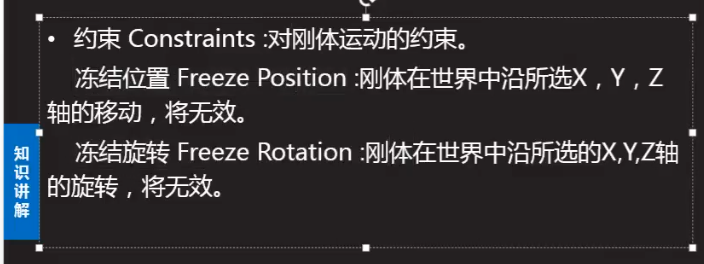 • 约束 Constraints :对刚体运动的约束。
冻结位置 Freeze Position :刚体在世界中沿所选X，Y，Z
轴的移动，将无效。
冻结旋转 Freeze Rotation :刚体在世界中沿所选的X,Y,Z轴
的旋转，将无效。
知识讲解